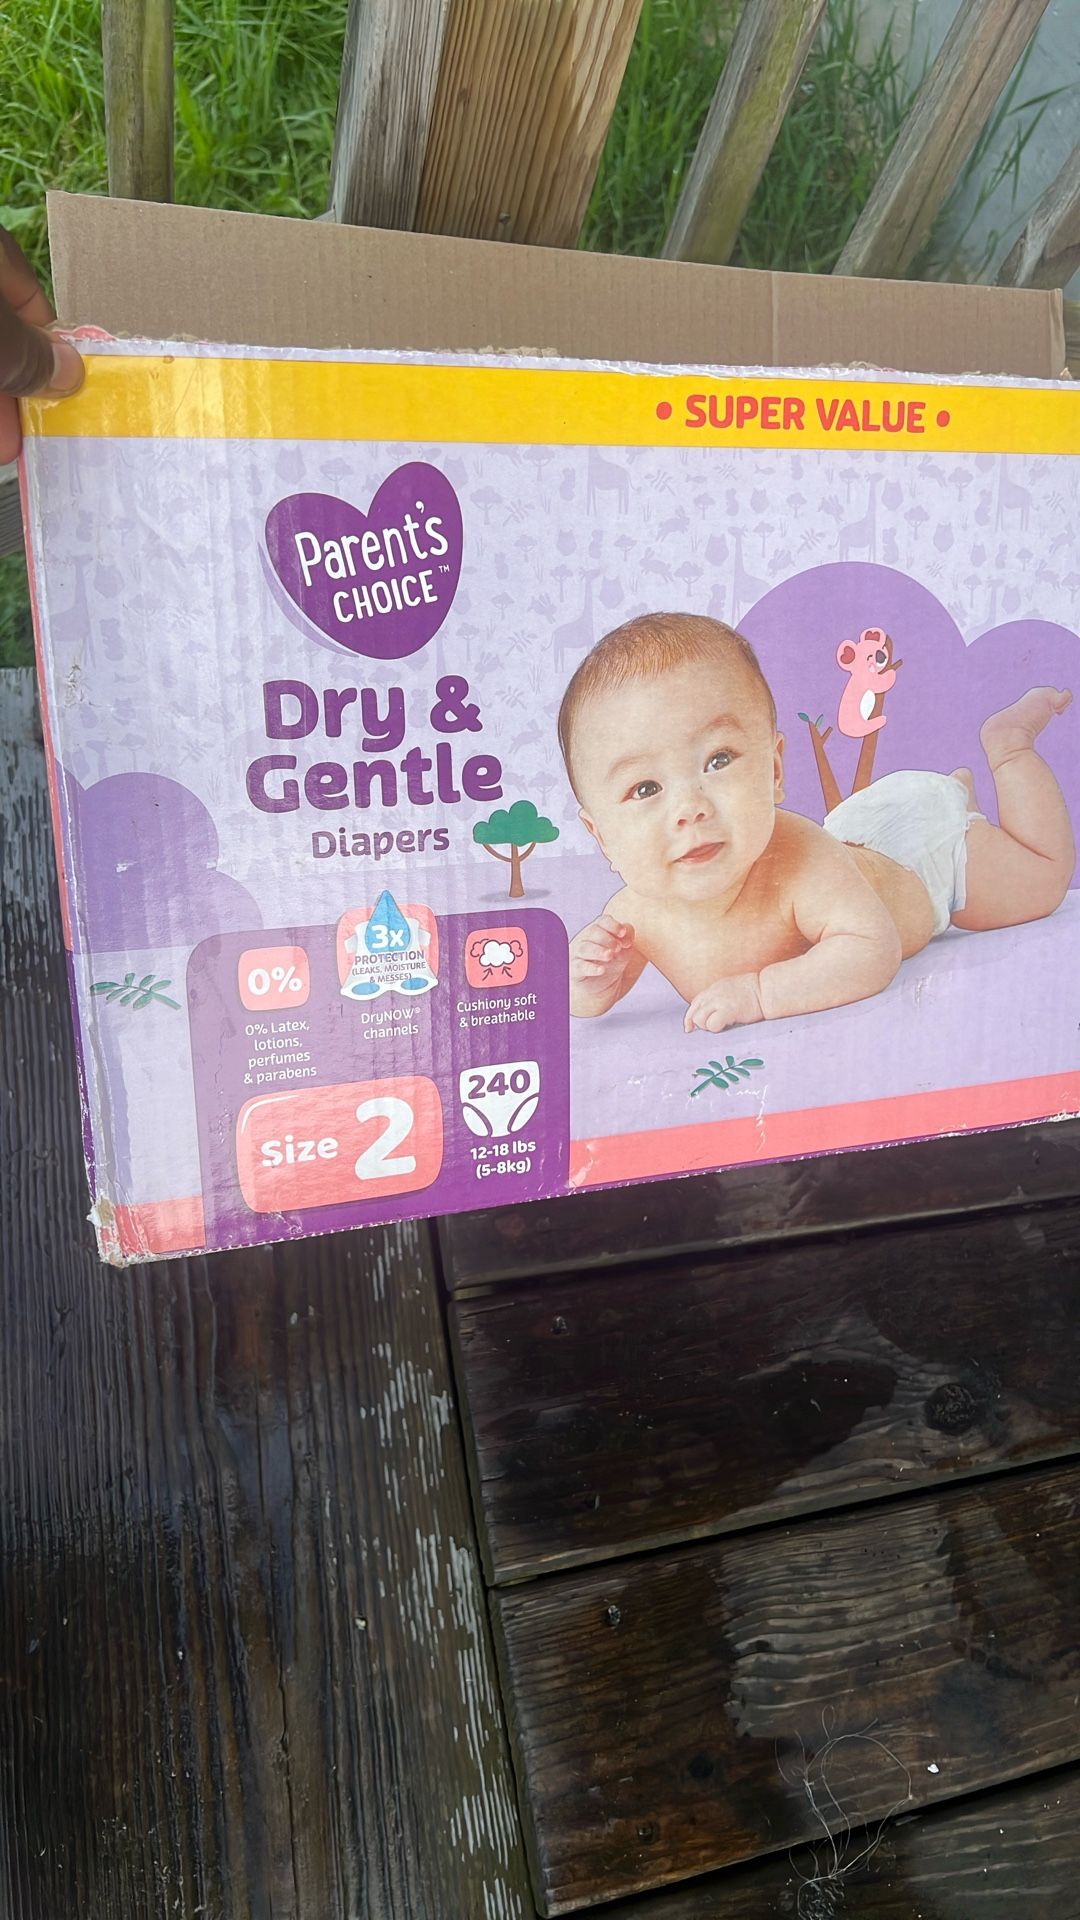 • SUPER VALUE •
Parent's
CHOICE™
Dry &
Gentle
Diapers
0%
0% Latex,
lotions,
perfumes
& parabens
3x
PROTECTION
(LEAKS, MOISTURE
& MESSES)
DryNOW®
channels
Cushiony soft
& breathable
Size 2
240
12-18 lbs
(5-8kg)